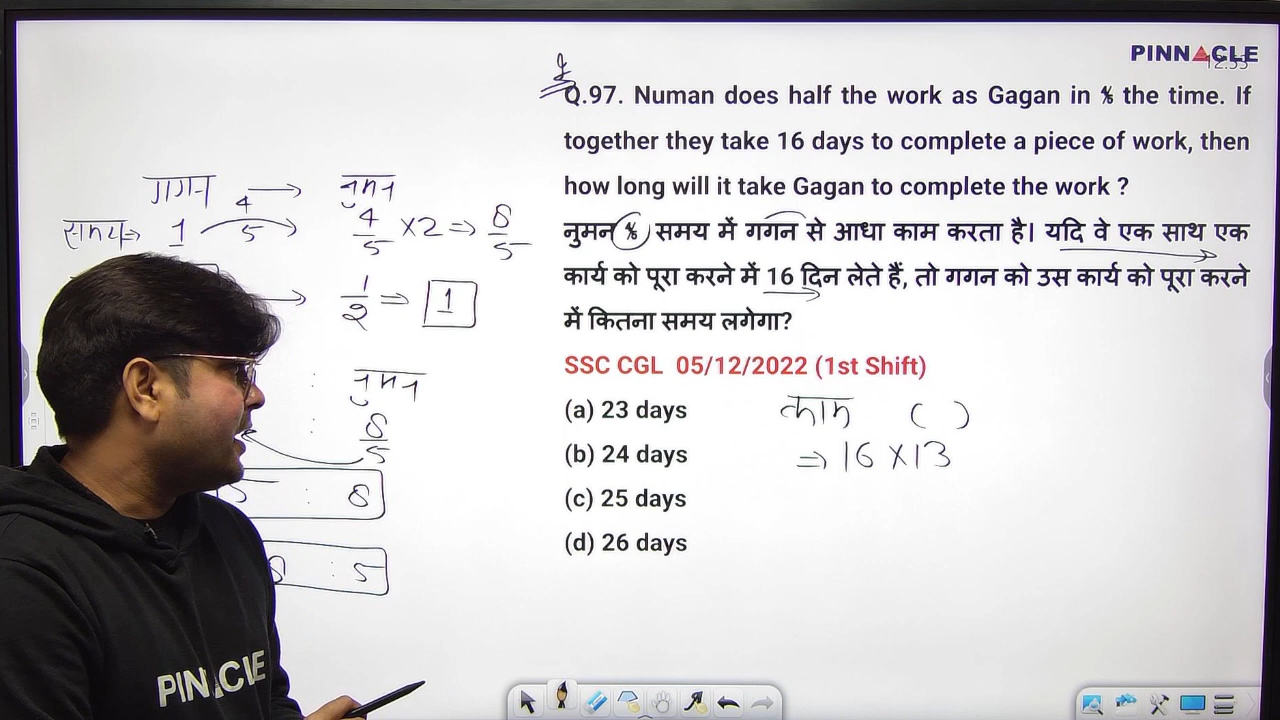 PINNACLE
12:53
Q.97. Numan does half the work as Gagan in ⅘ the time. If
together they take 16 days to complete a piece of work, then
how long will it take Gagan to complete the work ?
नुमन ⅘ समय में गगन से आधा काम करता है। यदि वे एक साथ एक
कार्य को पूरा करने में 16 दिन लेते हैं, तो गगन को उस कार्य को पूरा करने
में कितना समय लगेगा?
SSC CGL 05/12/2022 (1st Shift)
(a) 23 days
(b) 24 days
(c) 25 days
(d) 26 days
काम ( )
⇒ 16 × 13
गगन 4 → नुमन
समय ⇒ 1 5 → 4/5 × 2 ⇒ 8/5
→ 1/2 ⇒ 1
: नुमन
: 8/5
5 : 8
8 : 5
PINNACLE